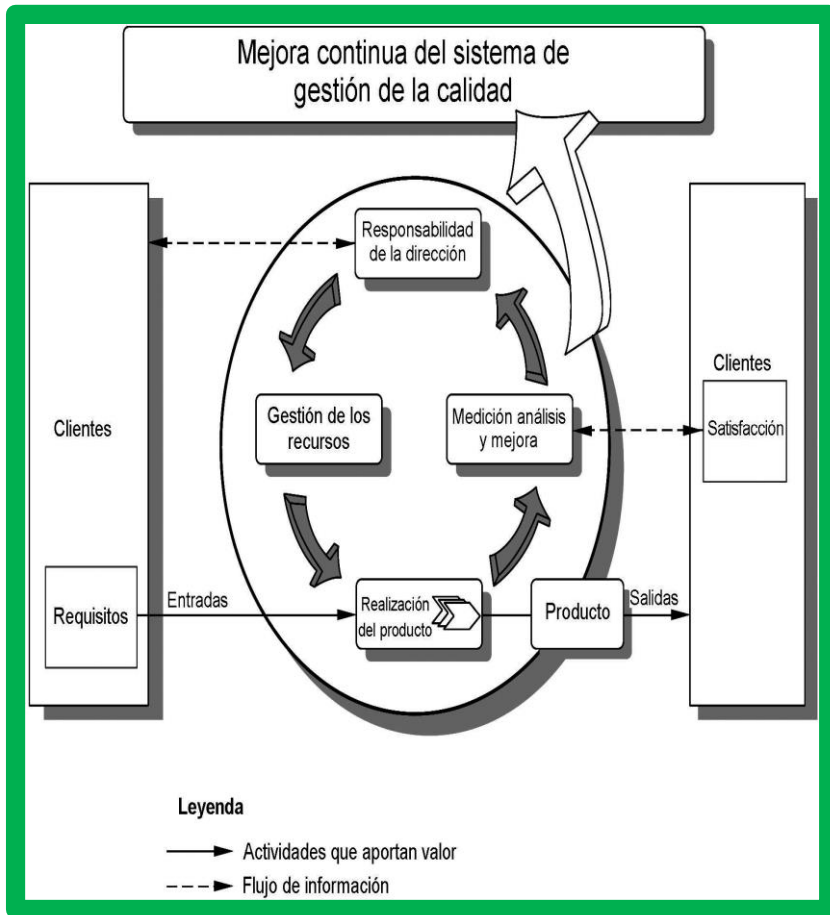 Mejora continua del sistema de
gestión de la calidad
Responsabilidad
de la dirección
Clientes
Gestión de los
recursos
Medición análisis
y mejora
Clientes
Satisfacción
Requisitos
Entradas
Realización
del producto
Producto
Salidas
Leyenda
Actividades que aportan valor
Flujo de información